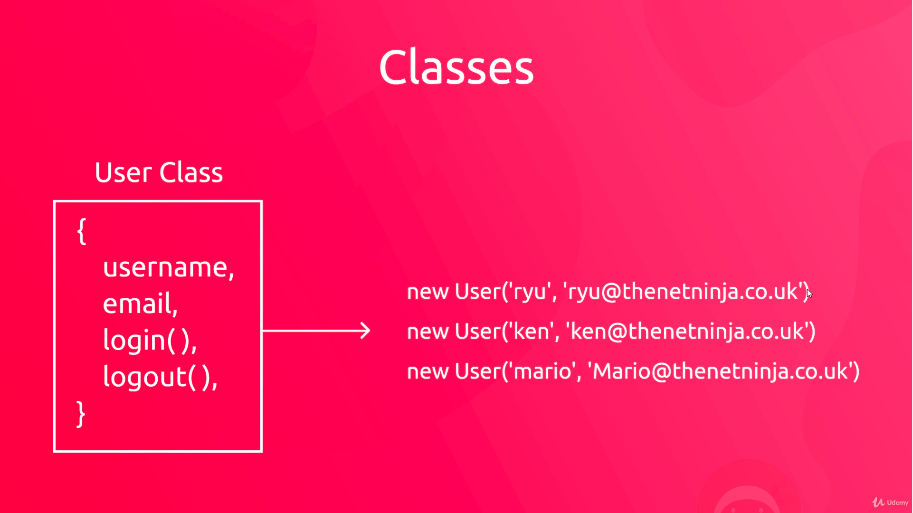 Classes
User Class
{
username,
email,
login( ),
logout( ),
}
new User('ryu', 'ryu@thenetninja.co.uk')
new User('ken', 'ken@thenetninja.co.uk')
new User('mario', 'Mario@thenetninja.co.uk')
Udemy